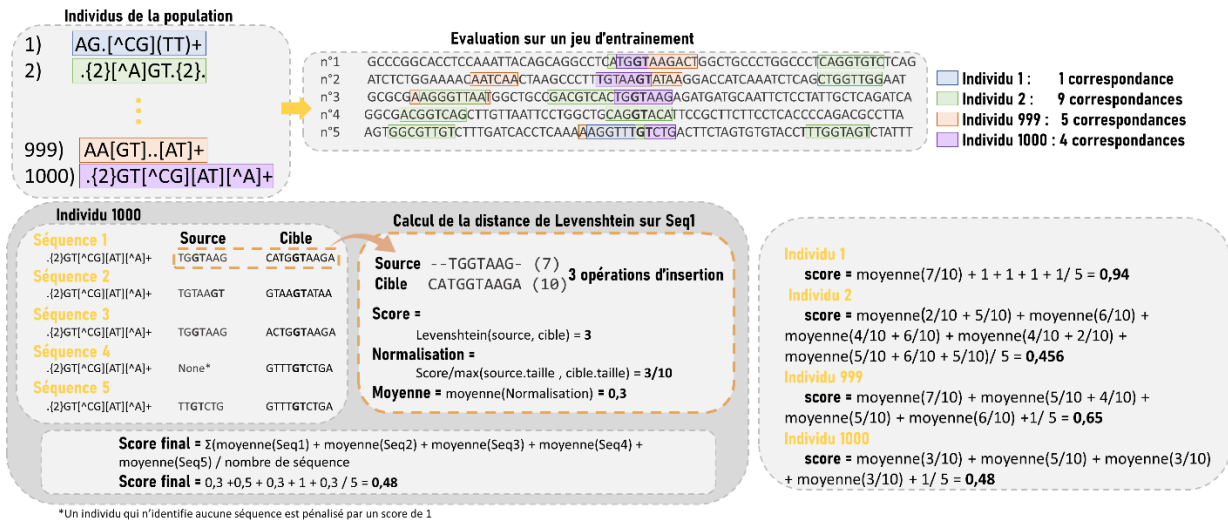 Individus de la population
1) AG.[^CG](TT)+
2) .{2}[^A]GT.{2}.
999) AA[GT]..[AT]+
1000) .{2}GT[^CG][AT][^A]+
Evaluation sur un jeu d'entrainement
n°1 GCCCGGCACCTCCAAATTACAGCAGGCCTCATGGTAAGACTGGCTGCCCTGGCCCTCAGGTGTCTCAG
n°2 ATCTCTGGAAAACAATCAACTAAGCCCTTTGTAAGTATAAGGACCATCAAATCTCAGCTGGTTGGAAT
n°3 GCGCGAAGGGTTAATGGCTGCCGACGTCACTGGTAAGAGATGATGCAATTCTCCTATTGCTCAGATCA
n°4 GGCGACGGTCAGCTTGTTAATTCCTGGCTGCAGGTACATTCCGCTTCTTCCTCACCCCAGACGCCTTA
n°5 AGTGGCGTTGTCTTTGATCACCTCAAAAAGGTTTGTCTGACTTCTAGTGTGTACCTTTGGTAGTCTATTT
Individu 1 : 1 correspondance
Individu 2 : 9 correspondances
Individu 999 : 5 correspondances
Individu 1000 : 4 correspondances
Individu 1000
Séquence 1 Source Cible
.{2}GT[^CG][AT][^A]+ TGGTAAG CATGGTAAGA
Séquence 2
.{2}GT[^CG][AT][^A]+ TGTAAGT GTAAGTATAA
Séquence 3
.{2}GT[^CG][AT][^A]+ TGGTAAG ACTGGTAAGA
Séquence 4
.{2}GT[^CG][AT][^A]+ None* GTTTGTCTGA
Séquence 5
.{2}GT[^CG][AT][^A]+ TTGTCTG GTTTGTCTGA
Calcul de la distance de Levenshtein sur Seq1
Source --TGGTAAG- (7)
Cible CATGGTAAGA (10)
3 opérations d'insertion
Score =
Levenshtein(source, cible) = 3
Normalisation =
Score/max(source.taille , cible.taille) = 3/10
Moyenne = moyenne(Normalisation) = 0,3
Score final = Σ(moyenne(Seq1) + moyenne(Seq2) + moyenne(Seq3) + moyenne(Seq4) +
moyenne(Seq5) / nombre de séquence
Score final = 0,3 +0,5 + 0,3 + 1 + 0,3 / 5 = 0,48
*Un individu qui n'identifie aucune séquence est pénalisé par un score de 1
Individu 1
score = moyenne(7/10) + 1 + 1 + 1 + 1/ 5 = 0,94
Individu 2
score = moyenne(2/10 + 5/10) + moyenne(6/10) +
moyenne(4/10 + 6/10) + moyenne(4/10 + 2/10) +
moyenne(5/10 + 6/10 + 5/10)/ 5 = 0,456
Individu 999
score = moyenne(7/10) + moyenne(5/10 + 4/10) +
moyenne(5/10) + moyenne(6/10) +1/ 5 = 0,65
Individu 1000
score = moyenne(3/10) + moyenne(5/10) + moyenne(3/10)
+ moyenne(3/10) + 1/ 5 = 0,48